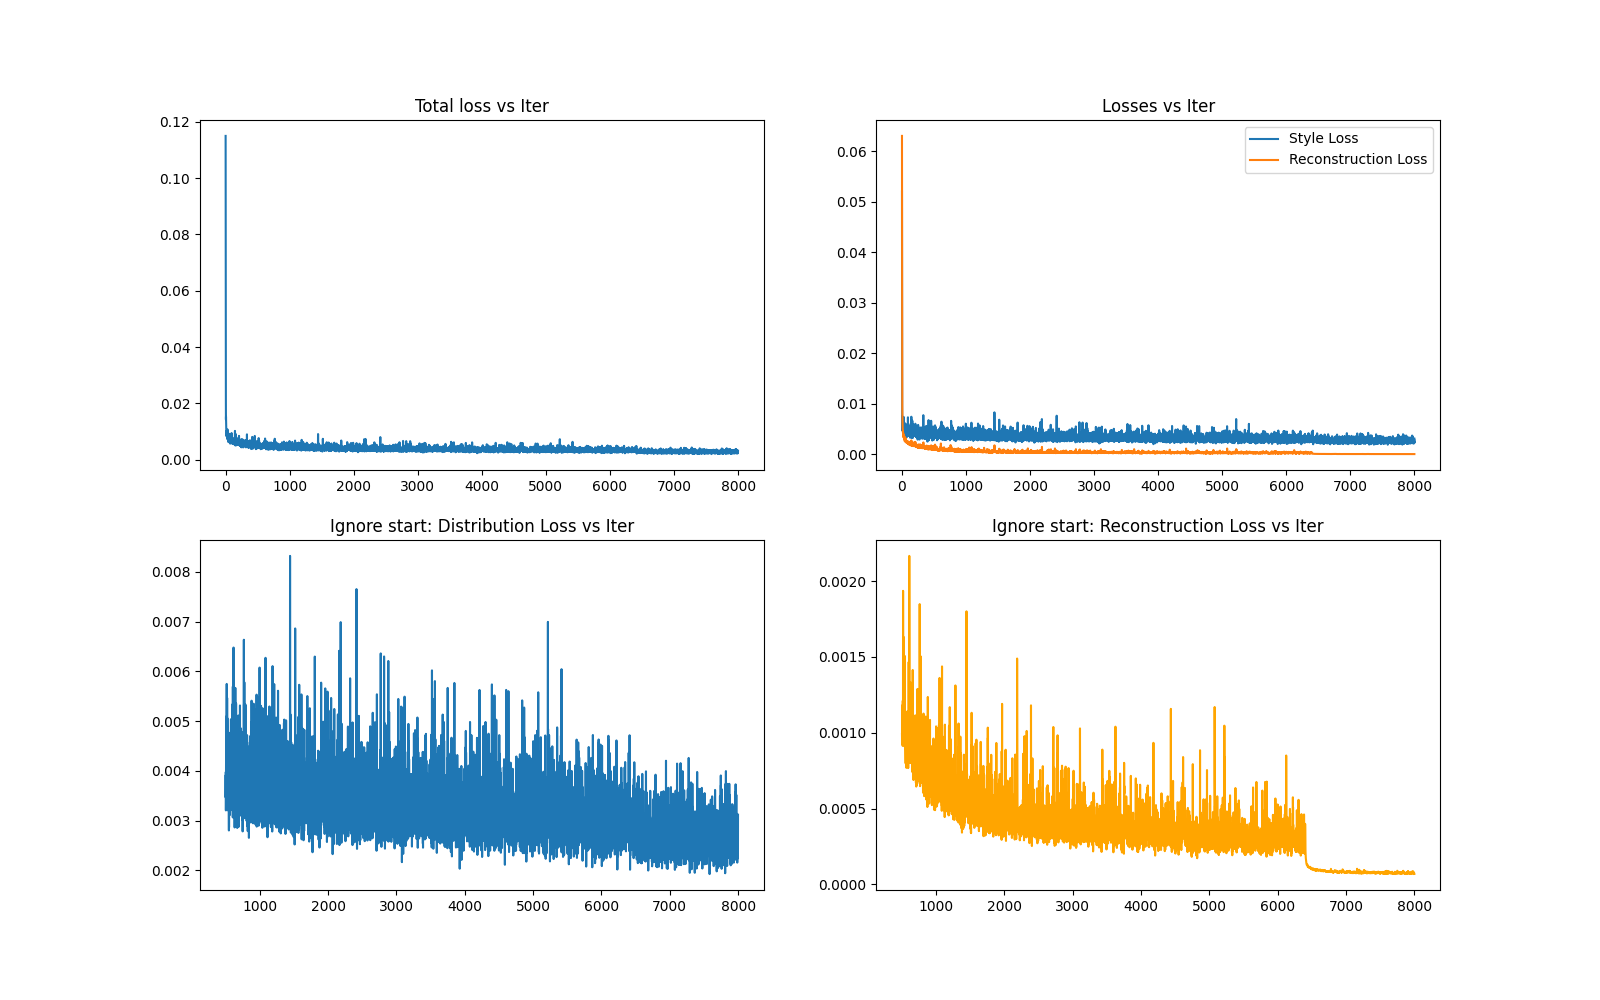 Total loss vs Iter
0.12
0.10
0.08
0.06
0.04
0.02
0.00
0 1000 2000 3000 4000 5000 6000 7000 8000
Losses vs Iter
Style Loss
Reconstruction Loss
0.06
0.05
0.04
0.03
0.02
0.01
0.00
0 1000 2000 3000 4000 5000 6000 7000 8000
Ignore start: Distribution Loss vs Iter
0.008
0.007
0.006
0.005
0.004
0.003
0.002
1000 2000 3000 4000 5000 6000 7000 8000
Ignore start: Reconstruction Loss vs Iter
0.0020
0.0015
0.0010
0.0005
0.0000
1000 2000 3000 4000 5000 6000 7000 8000